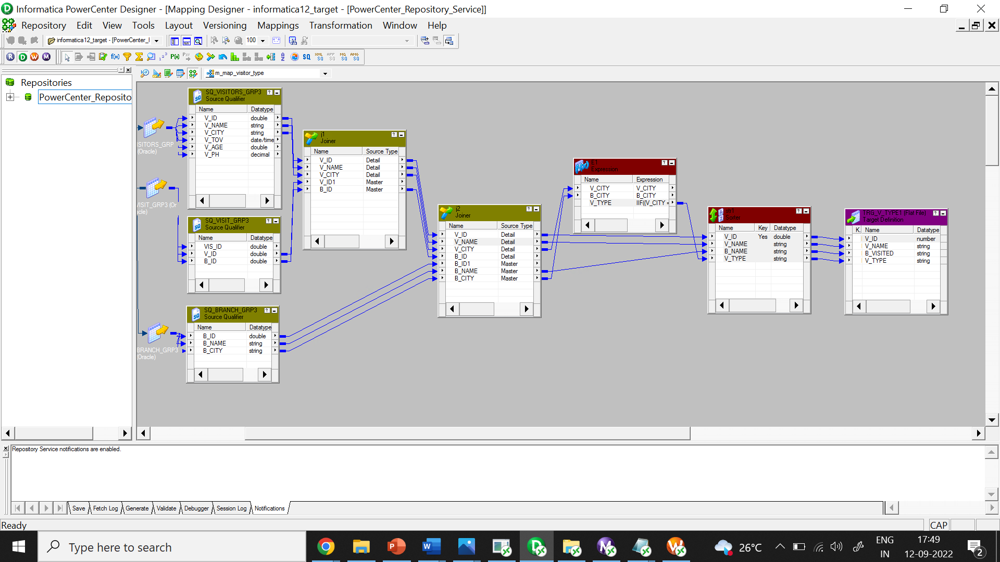 Informatica PowerCenter Designer - [Mapping Designer - informatica12_target - [PowerCenter_Repository_Service]]
Repository Edit View Tools Layout Versioning Mappings Transformation Window Help
informatica12_target - [PowerCenter_I
100
m_map_visitor_type
Repositories
PowerCenter_Reposito
ISITORS_GRP
(Oracle)
VISIT_GRP3 (Or
acle)
BRANCH_GRP3
(Oracle)
SQ_VISITORS_GRP3
Source Qualifier
Name Datatype
V_ID double
V_NAME string
V_CITY string
V_TOV date/time
V_AGE double
V_PH decimal
SQ_VISIT_GRP3
Source Qualifier
Name Datatype
VIS_ID double
V_ID double
B_ID double
SQ_BRANCH_GRP3
Source Qualifier
Name Datatype
B_ID double
B_NAME string
B_CITY string
j1
Joiner
Name Source Type
V_ID Detail
V_NAME Detail
V_CITY Detail
V_ID1 Master
B_ID Master
j2
Joiner
Name Source Type
V_ID Detail
V_NAME Detail
V_CITY Detail
B_ID Detail
B_ID1 Master
B_NAME Master
B_CITY Master
E1
Expression
Name Expression
V_CITY V_CITY
B_CITY B_CITY
V_TYPE IIF((V_CITY =
Sorter
Name Key Datatype
V_ID Yes double
V_NAME string
B_NAME string
V_TYPE string
TRG_V_TYPE1 (Flat File)
Target Definition
K. Name Datatype
V_ID number
V_NAME string
B_VISITED string
V_TYPE string
Repository Service notifications are enabled.
Save Fetch Log Generate Validate Debugger Session Log Notifications
Ready
CAP
Type here to search
26°C
ENG
IN
17:49
12-09-2022
2